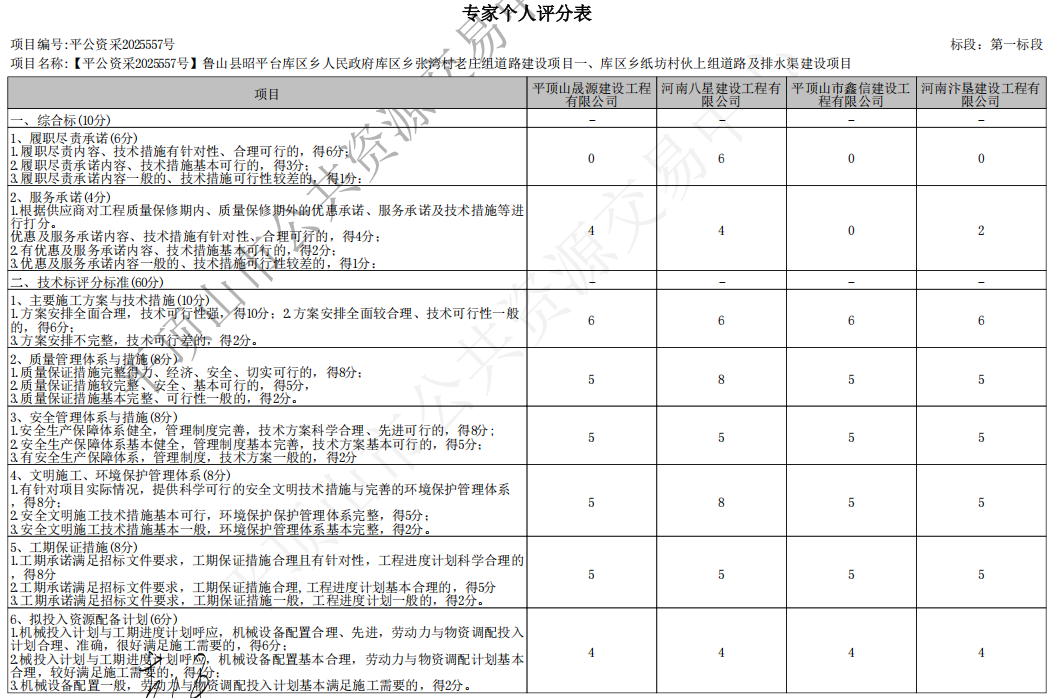 专家个人评分表
项目编号:平公资采2025557号
标段：第一标段
项目名称:【平公资采2025557号】鲁山县昭平台库区乡人民政府库区乡张湾村老庄组道路建设项目一、库区乡纸坊村伙上组道路及排水渠建设项目
项目
平顶山晟源建设工程
有限公司
河南八星建设工程有
限公司
平顶山市鑫信建设工
程有限公司
河南汴垦建设工程有
限公司
一、综合标(10分)
－ － － －
1、履职尽责承诺(6分)
1.履职尽责内容、技术措施有针对性、合理可行的，得6分；
2.履职尽责承诺内容、技术措施基本可行的，得3分；
3.履职尽责承诺内容一般的、技术措施可行性较差的，得1分:
0 6 0 0
2、服务承诺(4分)
1.根据供应商对工程质量保修期内、质量保修期外的优惠承诺、服务承诺及技术措施等进
行打分。
优惠及服务承诺内容、技术措施有针对性、合理可行的，得4分；
2.有优惠及服务承诺内容、技术措施基本可行的，得2分；
3.优惠及服务承诺内容一般的、技术措施可行性较差的，得1分:
4 4 0 2
二、技术标评分标准(60分)
－ － － －
1、主要施工方案与技术措施(10分)
1.方案安排全面合理，技术可行性强，得10分；2.方案安排全面较合理、技术可行性一般
的，得6分；
3.方案安排不完整，技术可行差的，得2分。
6 6 6 6
2、质量管理体系与措施(8分)
1.质量保证措施完整得力、经济、安全、切实可行的，得8分；
2.质量保证措施较完整、安全、基本可行的，得5分，
3.质量保证措施基本完整、可行性一般的，得2分。
5 8 5 5
3、安全管理体系与措施(8分)
1.安全生产保障体系健全，管理制度完善，技术方案科学合理、先进可行的，得8分；
2.安全生产保障体系基本健全，管理制度基本完善，技术方案基本可行的，得5分；
3.有安全生产保障体系，管理制度，技术方案一般的，得2分
5 5 5 5
4、文明施工、环境保护管理体系(8分)
1.有针对项目实际情况，提供科学可行的安全文明技术措施与完善的环境保护管理体系
，得8分；
2.安全文明施工技术措施基本可行，环境保护保护管理体系完整，得5分；
3.安全文明施工技术措施基本一般，环境保护管理体系基本完整，得2分。
5 8 5 5
5、工期保证措施(8分)
1.工期承诺满足招标文件要求，工期保证措施合理且有针对性，工程进度计划科学合理的
，得8分
2.工期承诺满足招标文件要求，工期保证措施合理,工程进度计划基本合理的，得5分
3.工期承诺满足招标文件要求，工期保证措施一般，工程进度计划一般的，得2分。
5 5 5 5
6、拟投入资源配备计划(6分)
1.机械投入计划与工期进度计划呼应，机械设备配置合理、先进，劳动力与物资调配投入
计划合理、准确，很好满足施工需要的，得6分；
2.械投入计划与工期进度计划呼应，机械设备配置基本合理，劳动力与物资调配计划基本
合理，较好满足施工需要的，得4分；
3.机械设备配置一般，劳动力与物资调配投入计划基本满足施工需要的，得2分。
4 4 4 4
平顶山市公共资源交易中
平顶山市公共资源交易中心